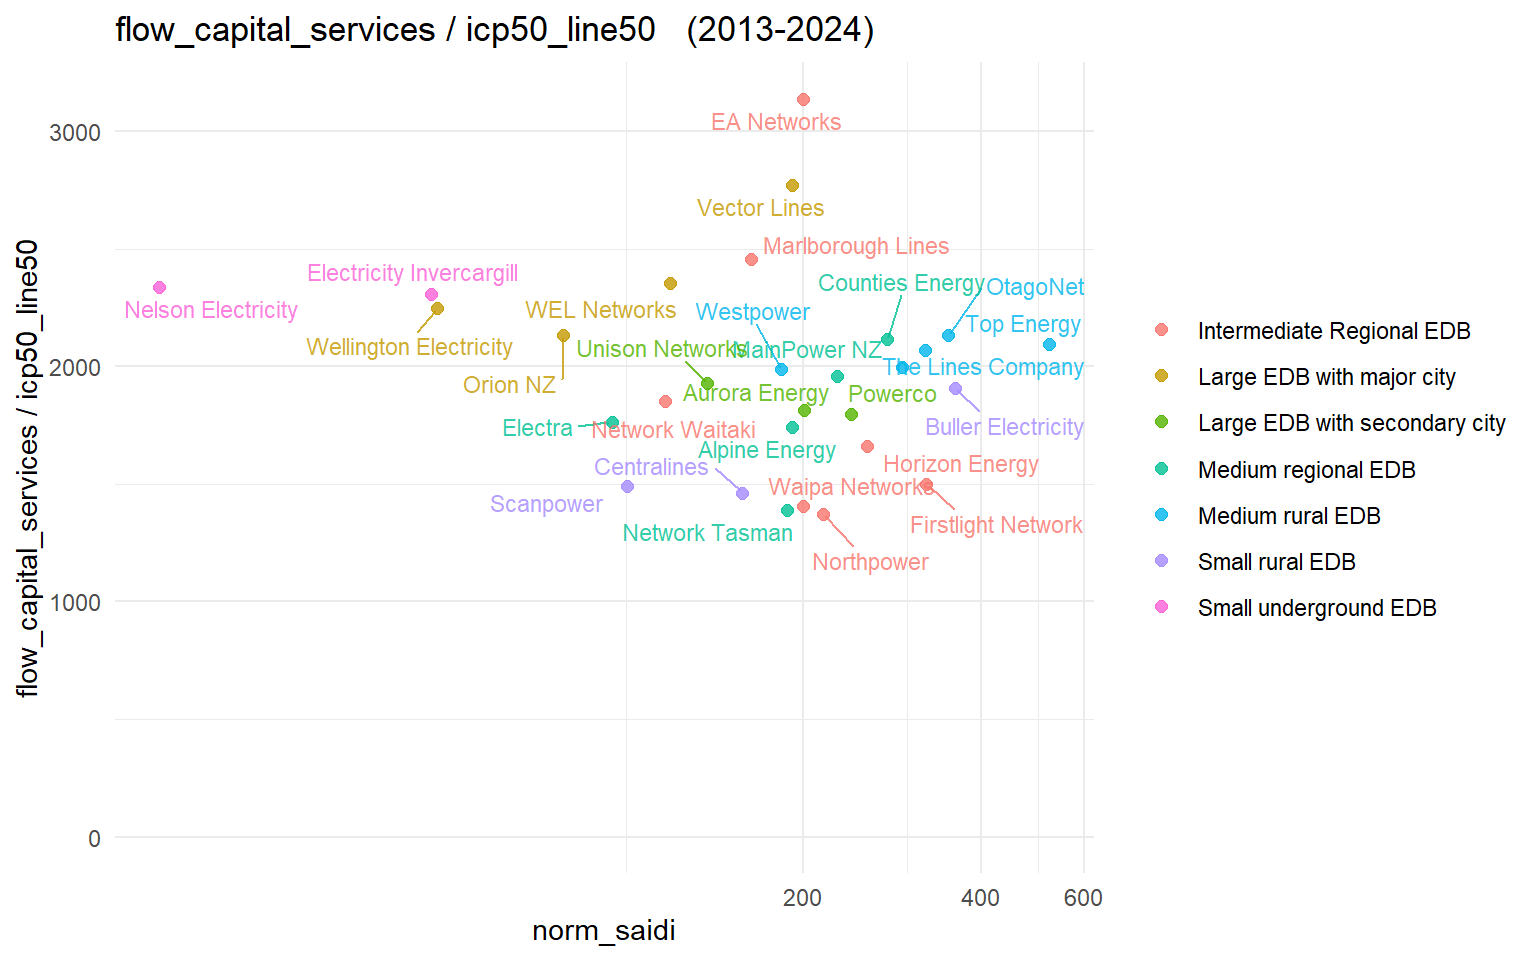 flow_capital_services / icp50_line50   (2013-2024)
flow_capital_services / icp50_line50
3000
2000
1000
0
EA Networks
Vector Lines
Marlborough Lines
Electricity Invercargill
Counties Energy
OtagoNet
Nelson Electricity
WEL Networks
Westpower
Top Energy
Wellington Electricity
Unison Networks
MainPower NZ
The Lines Company
Orion NZ
Aurora Energy
Powerco
Electra
Network Waitaki
Buller Electricity
Alpine Energy
Centralines
Horizon Energy
Waipa Networks
Scanpower
Firstlight Network
Network Tasman
Northpower
200
400
600
norm_saidi
Intermediate Regional EDB
Large EDB with major city
Large EDB with secondary city
Medium regional EDB
Medium rural EDB
Small rural EDB
Small underground EDB